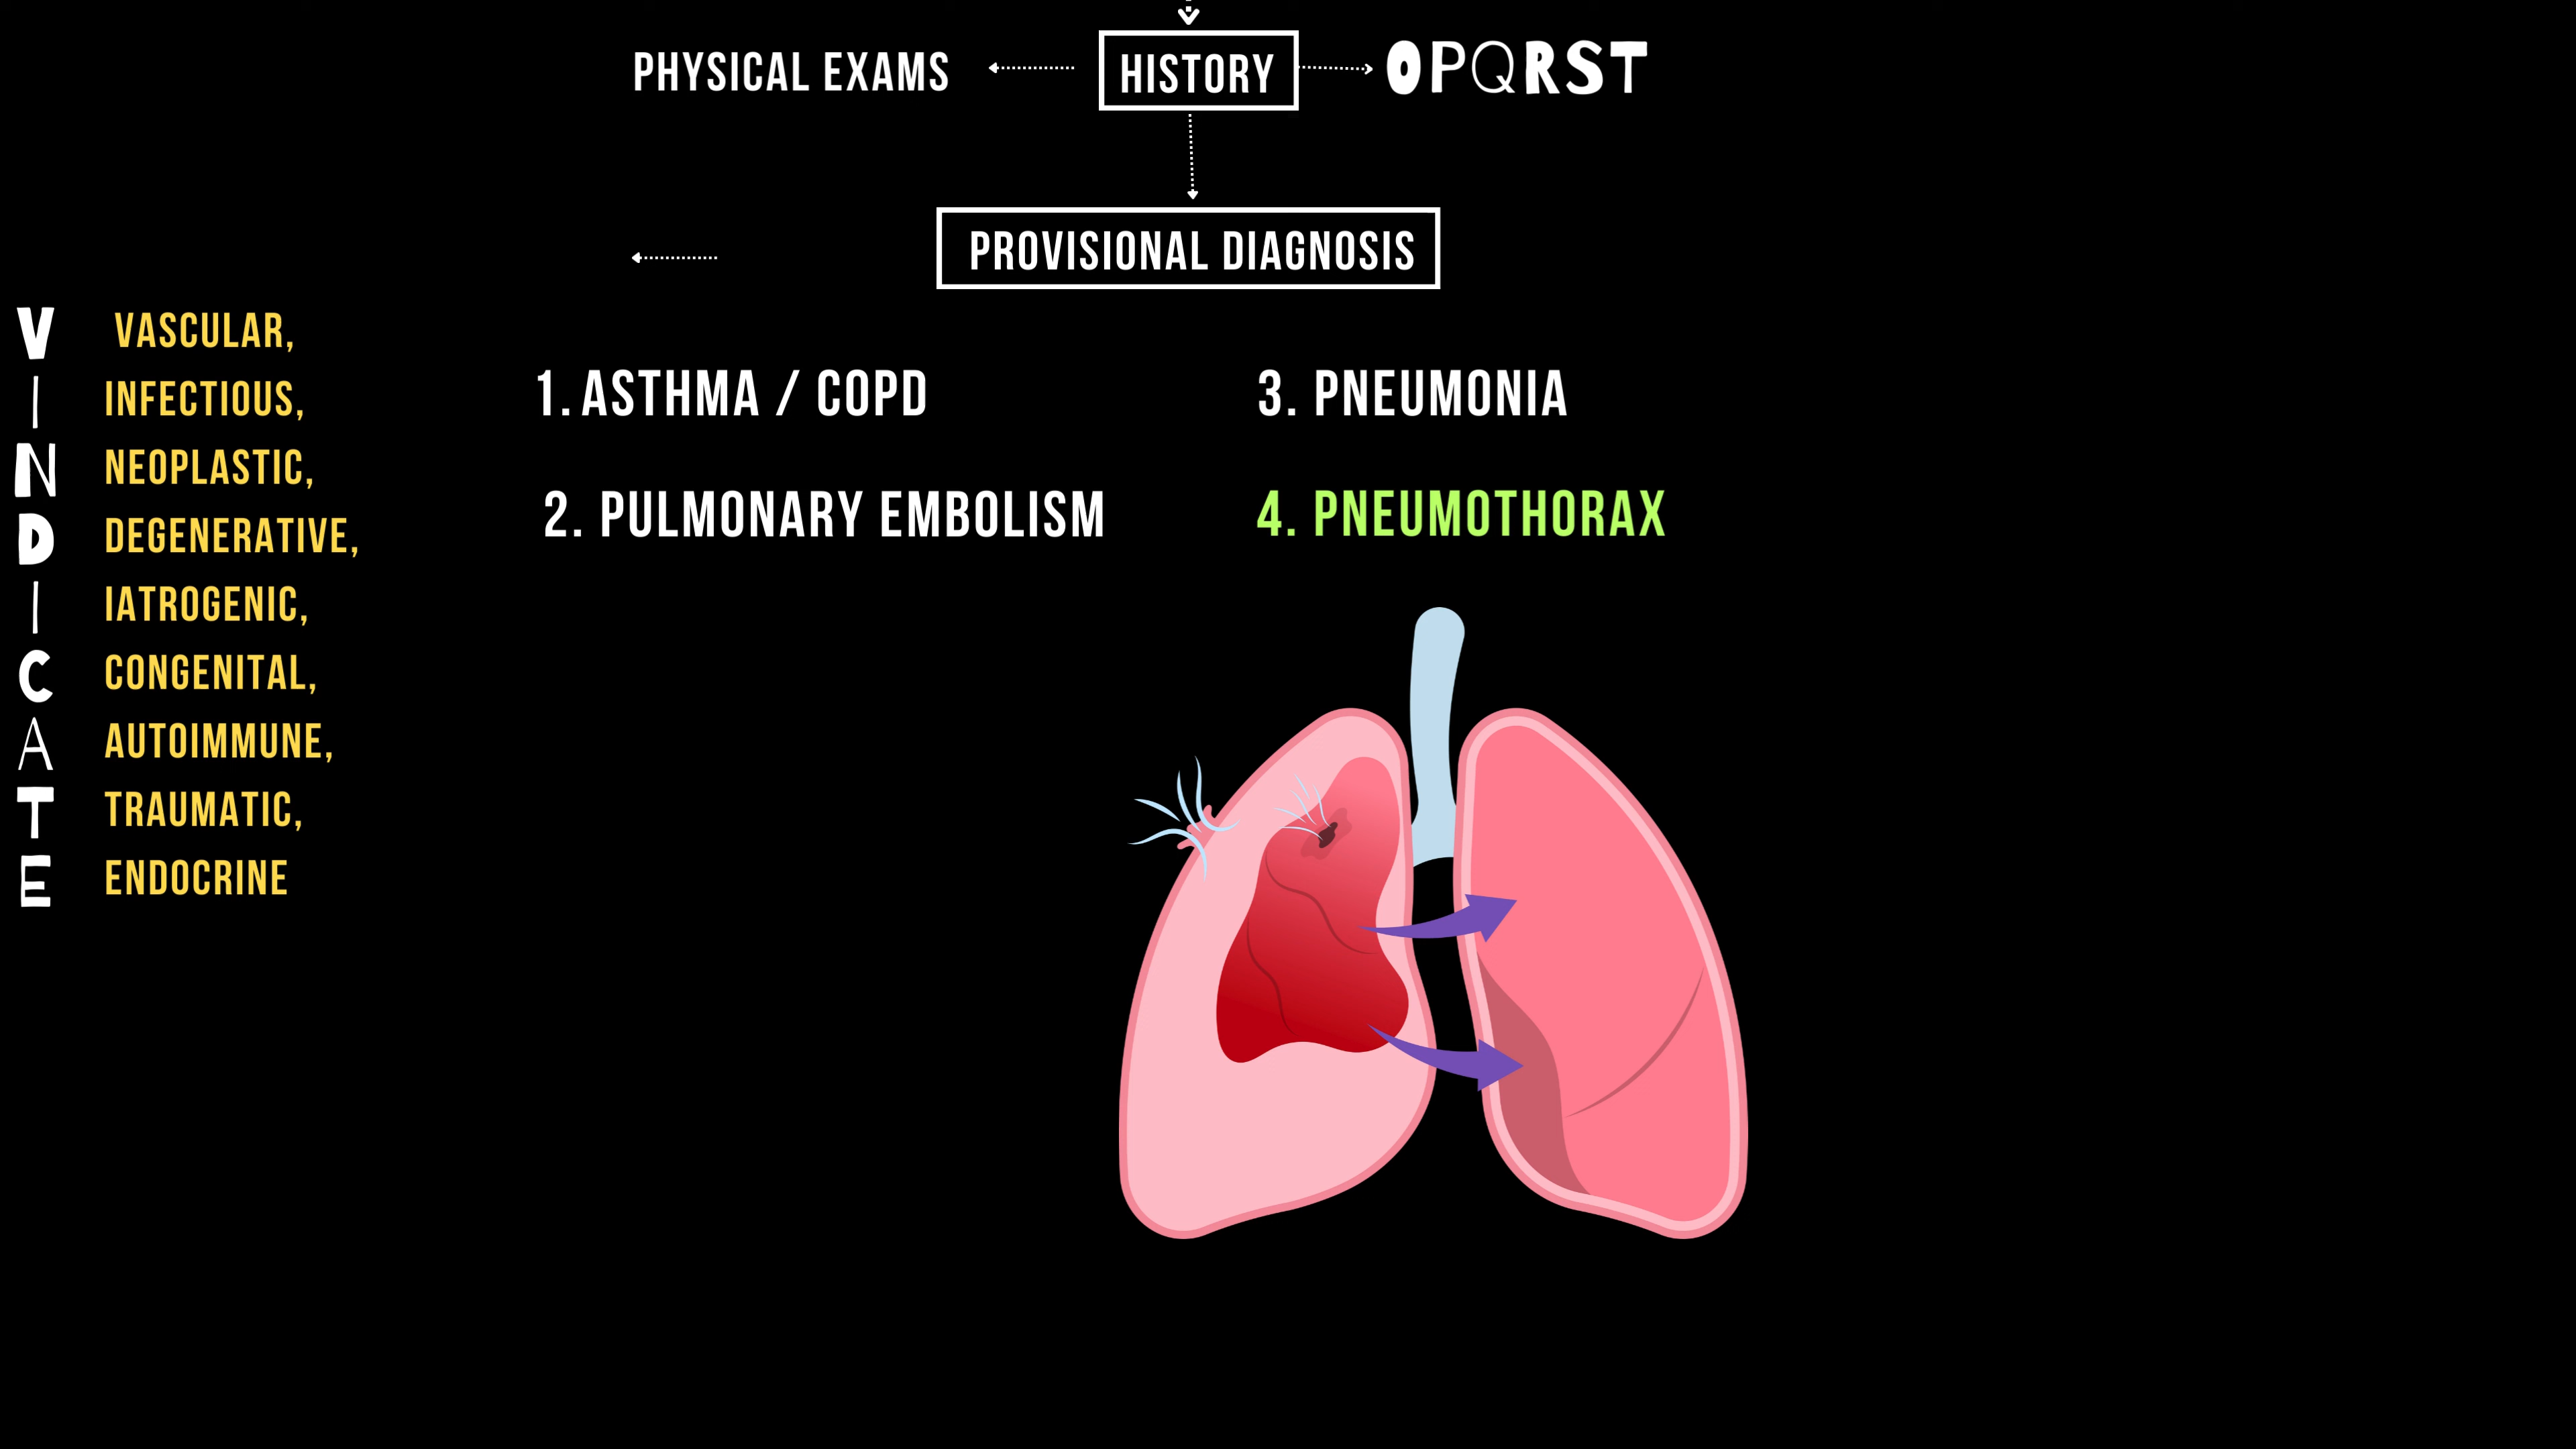 PHYSICAL EXAMS
HISTORY
OPQRST
PROVISIONAL DIAGNOSIS
V VASCULAR,
I INFECTIOUS,
N NEOPLASTIC,
D DEGENERATIVE,
I IATROGENIC,
C CONGENITAL,
A AUTOIMMUNE,
T TRAUMATIC,
E ENDOCRINE
1. ASTHMA / COPD
2. PULMONARY EMBOLISM
3. PNEUMONIA
4. PNEUMOTHORAX